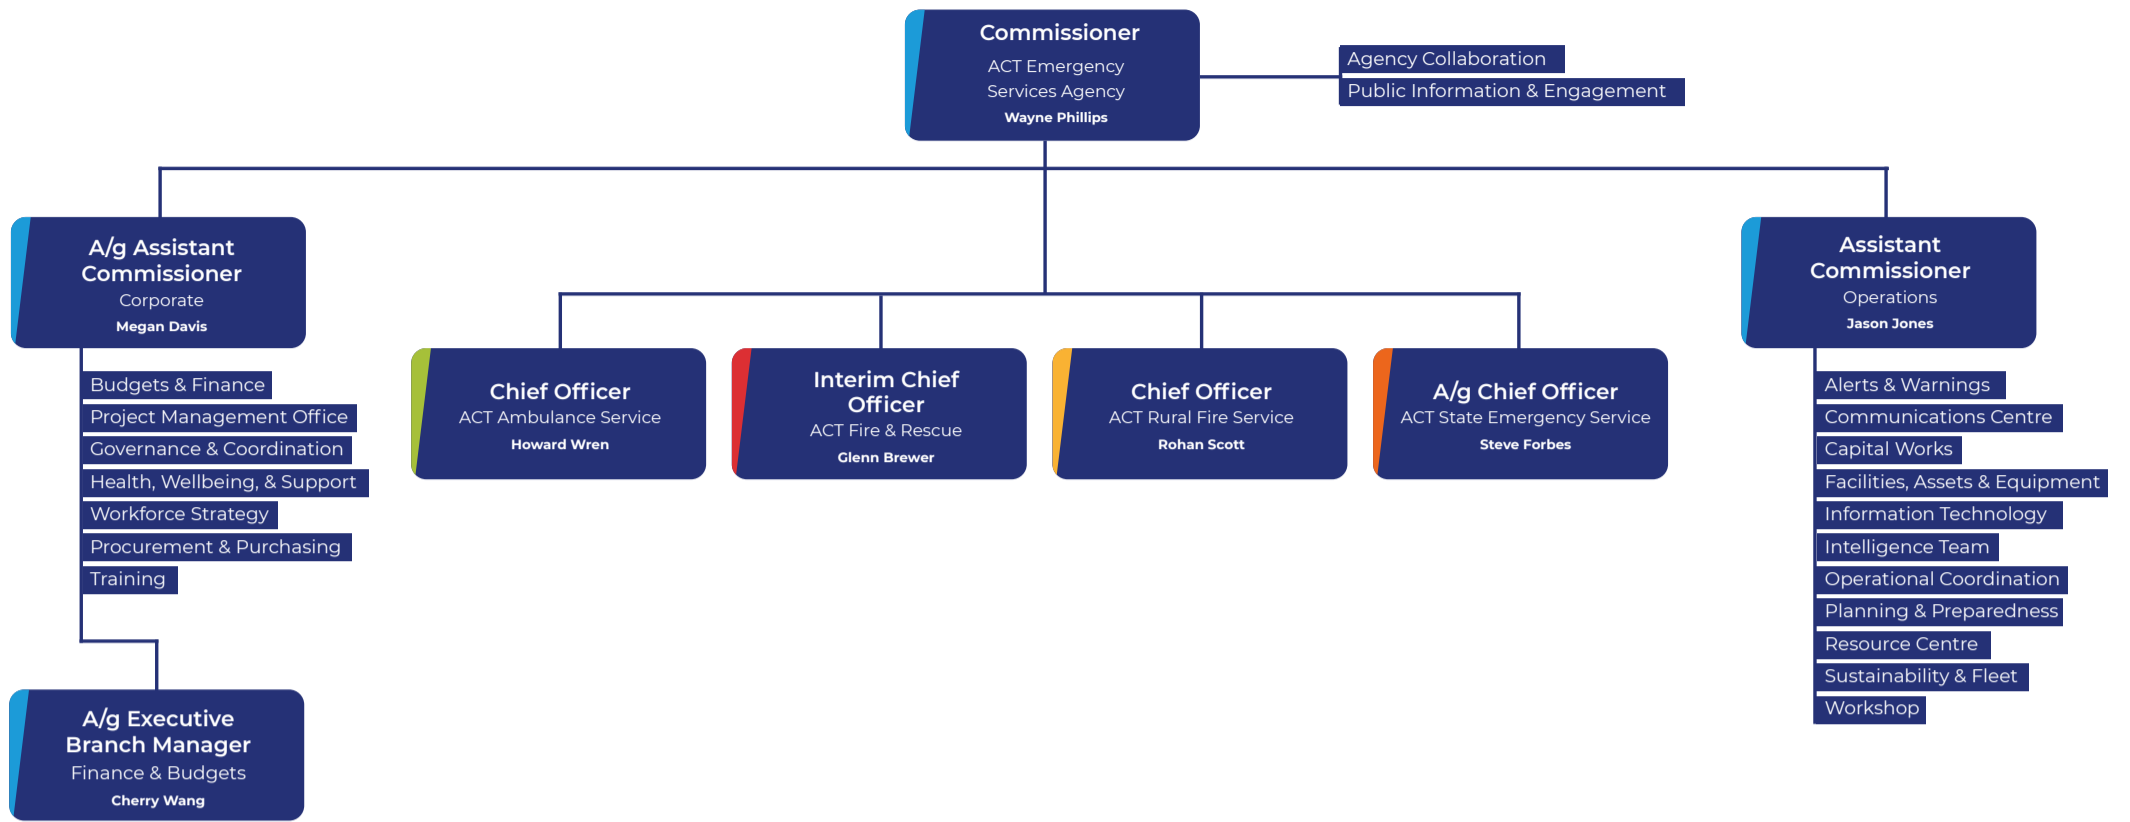 Commissioner
ACT Emergency
Services Agency
Wayne Phillips
Agency Collaboration
Public Information & Engagement
A/g Assistant
Commissioner
Corporate
Megan Davis
Budgets & Finance
Project Management Office
Governance & Coordination
Health, Wellbeing, & Support
Workforce Strategy
Procurement & Purchasing
Training
A/g Executive
Branch Manager
Finance & Budgets
Cherry Wang
Chief Officer
ACT Ambulance Service
Howard Wren
Interim Chief
Officer
ACT Fire & Rescue
Glenn Brewer
Chief Officer
ACT Rural Fire Service
Rohan Scott
A/g Chief Officer
ACT State Emergency Service
Steve Forbes
Assistant
Commissioner
Operations
Jason Jones
Alerts & Warnings
Communications Centre
Capital Works
Facilities, Assets & Equipment
Information Technology
Intelligence Team
Operational Coordination
Planning & Preparedness
Resource Centre
Sustainability & Fleet
Workshop